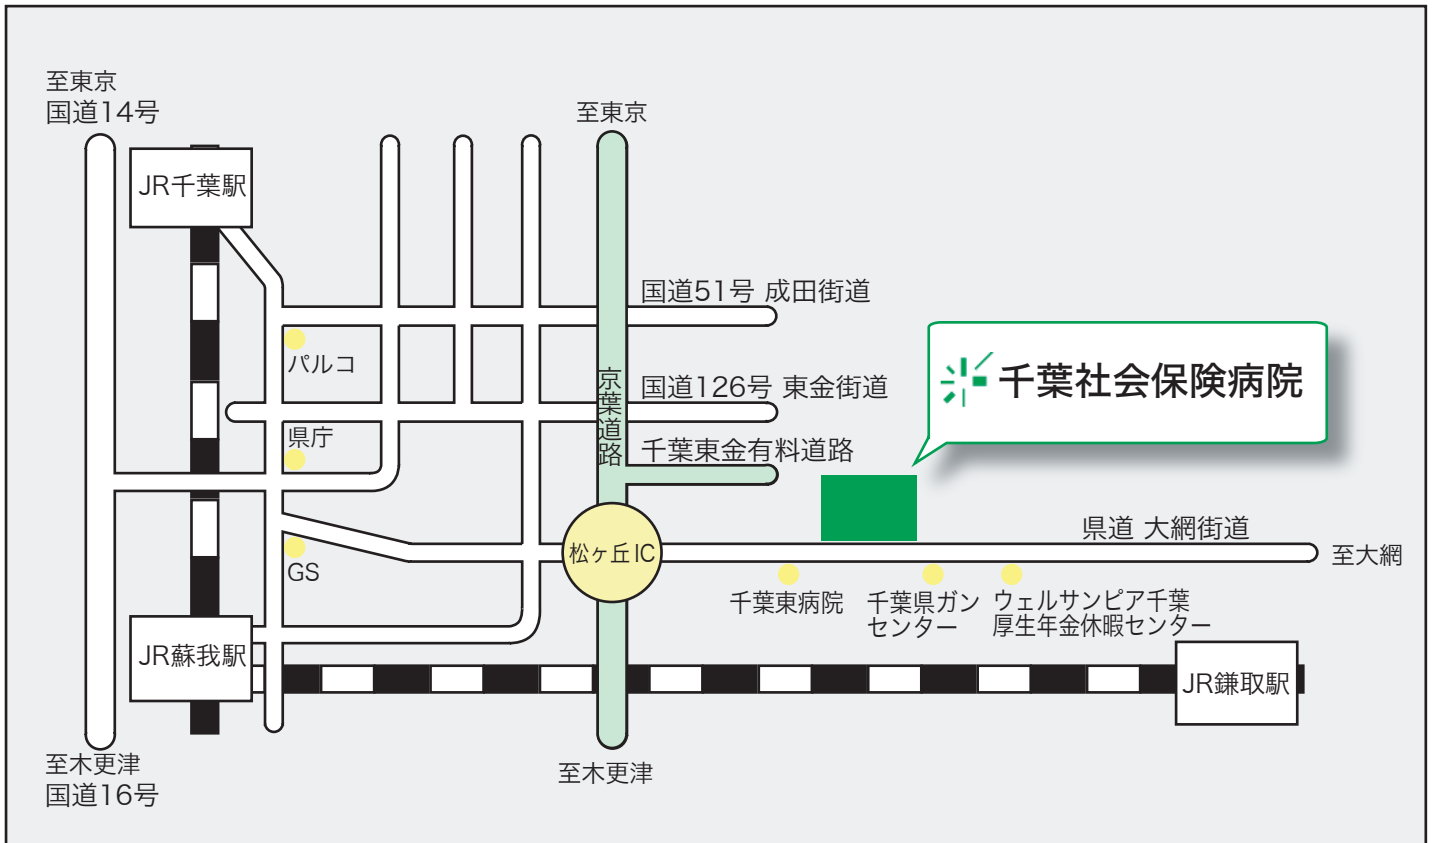 至東京
国道14号
至東京
JR千葉駅
国道51号 成田街道
パルコ
京葉道路
国道126号 東金街道
千葉社会保険病院
県庁
千葉東金有料道路
県道 大網街道
松ヶ丘IC
至大網
GS
千葉東病院
千葉県ガン
センター
ウェルサンピア千葉
厚生年金休暇センター
JR蘇我駅
JR鎌取駅
至木更津
国道16号
至木更津